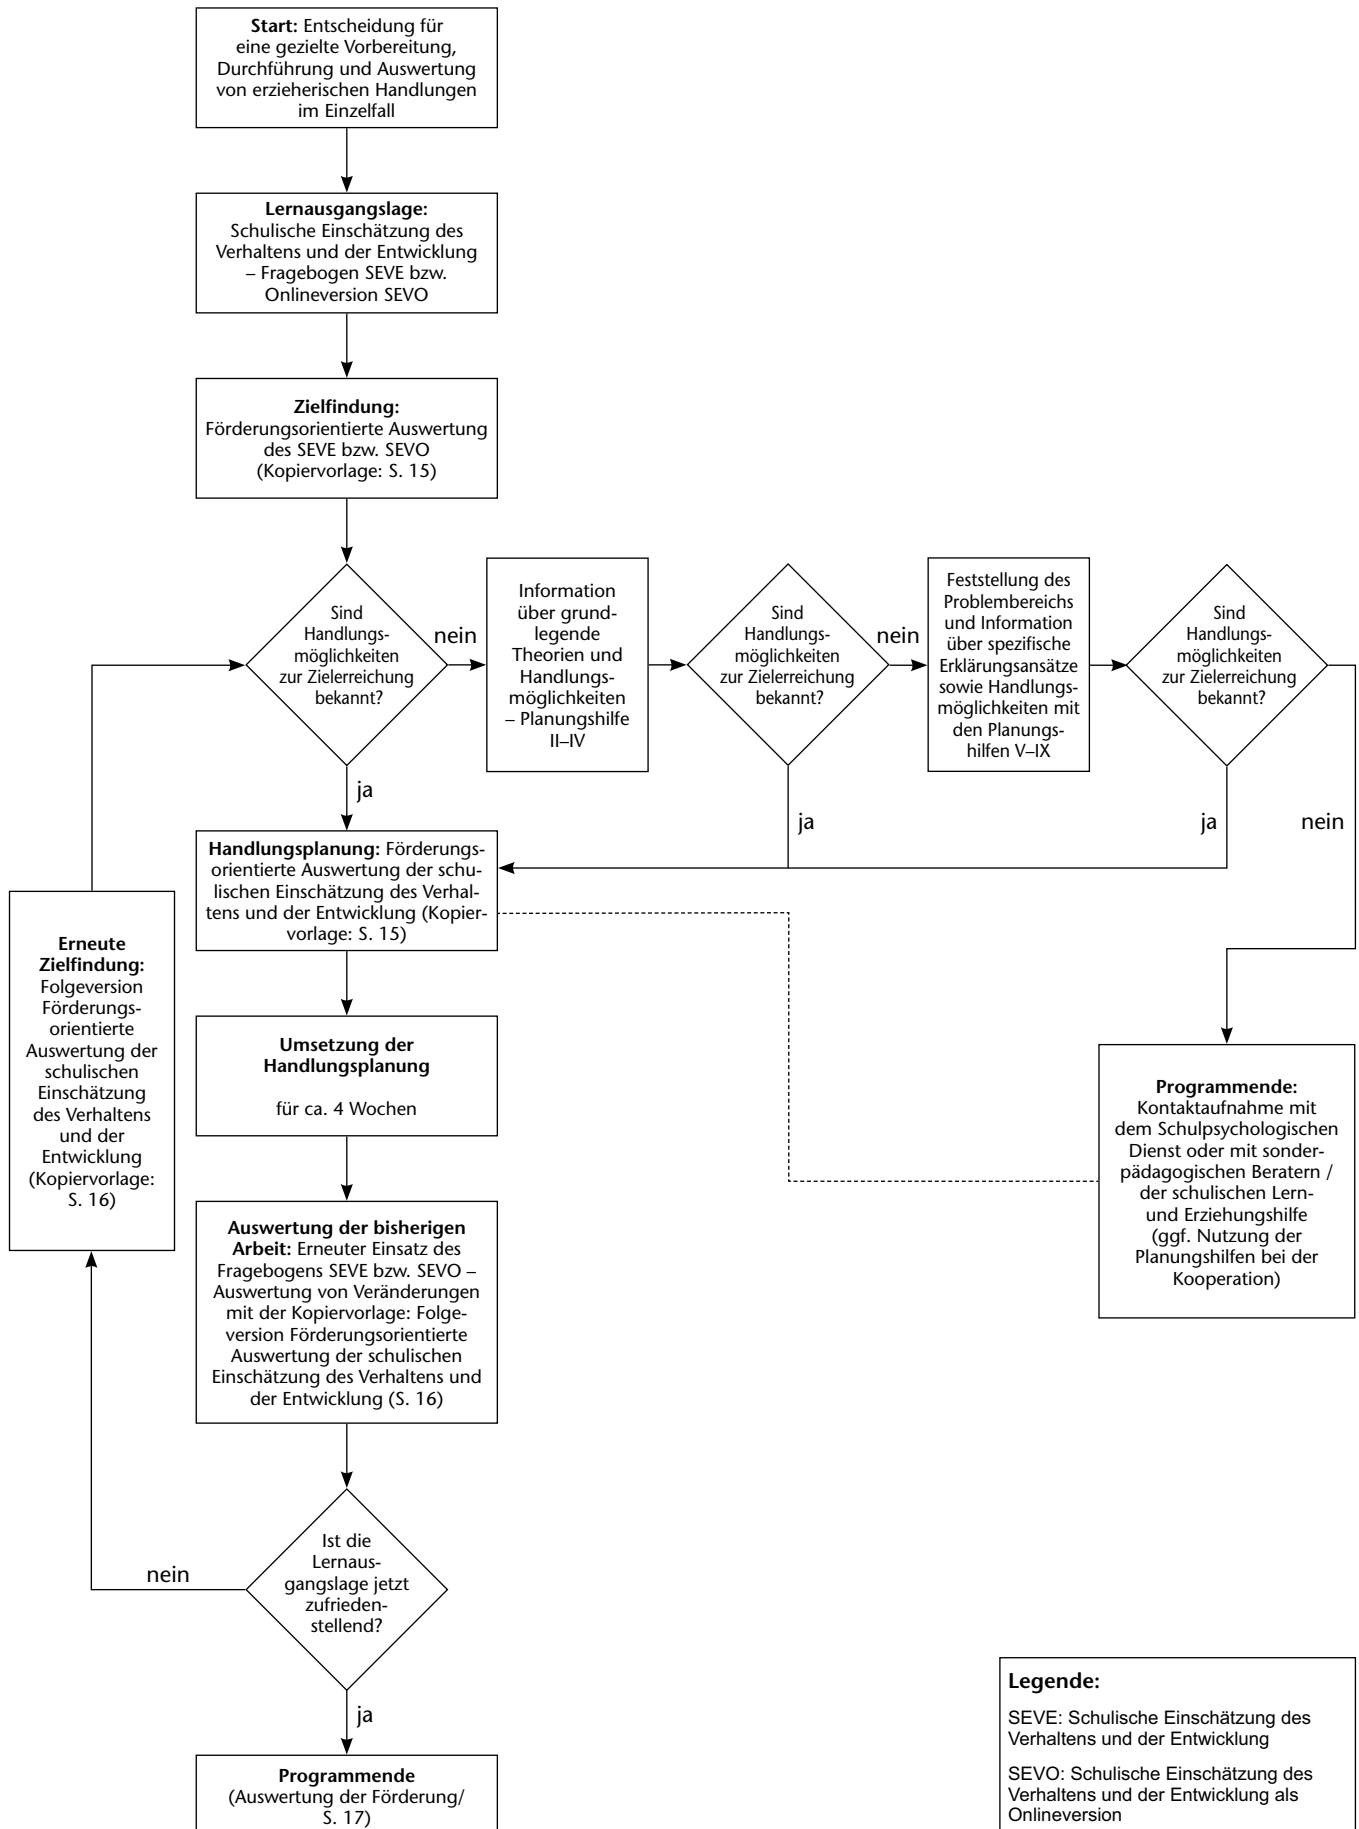 Start: Entscheidung für
eine gezielte Vorbereitung,
Durchführung und Auswertung
von erzieherischen Handlungen
im Einzelfall
Lernausgangslage:
Schulische Einschätzung des
Verhaltens und der Entwicklung
– Fragebogen SEVE bzw.
Onlineversion SEVO
Zielfindung:
Förderungsorientierte Auswertung
des SEVE bzw. SEVO
(Kopiervorlage: S. 15)
Sind
Handlungs-
möglichkeiten
zur Zielerreichung
bekannt?
nein
Information
über grund-
legende
Theorien und
Handlungs-
möglichkeiten
– Planungshilfe
II–IV
Sind
Handlungs-
möglichkeiten
zur Zielerreichung
bekannt?
nein
Feststellung des
Problembereichs
und Information
über spezifische
Erklärungsansätze
sowie Handlungs-
möglichkeiten mit
den Planungs-
hilfen V–IX
Sind
Handlungs-
möglichkeiten
zur Zielerreichung
bekannt?
ja
ja
ja
nein
Handlungsplanung: Förderungs-
orientierte Auswertung der schu-
lischen Einschätzung des Verhal-
tens und der Entwicklung (Kopier-
vorlage: S. 15)
Erneute
Zielfindung:
Folgeversion
Förderungs-
orientierte
Auswertung der
schulischen
Einschätzung
des Verhaltens
und der
Entwicklung
(Kopiervorlage:
S. 16)
Umsetzung der
Handlungsplanung
für ca. 4 Wochen
Programmende:
Kontaktaufnahme mit
dem Schulpsychologischen
Dienst oder mit sonder-
pädagogischen Beratern /
der schulischen Lern-
und Erziehungshilfe
(ggf. Nutzung der
Planungshilfen bei der
Kooperation)
Auswertung der bisherigen
Arbeit: Erneuter Einsatz des
Fragebogens SEVE bzw. SEVO –
Auswertung von Veränderungen
mit der Kopiervorlage: Folge-
version Förderungsorientierte
Auswertung der schulischen
Einschätzung des Verhaltens und
der Entwicklung (S. 16)
Ist die
Lernaus-
gangslage jetzt
zufrieden-
stellend?
nein
ja
Programmende
(Auswertung der Förderung/
S. 17)
Legende:
SEVE: Schulische Einschätzung des
Verhaltens und der Entwicklung
SEVO: Schulische Einschätzung des
Verhaltens und der Entwicklung als
Onlineversion